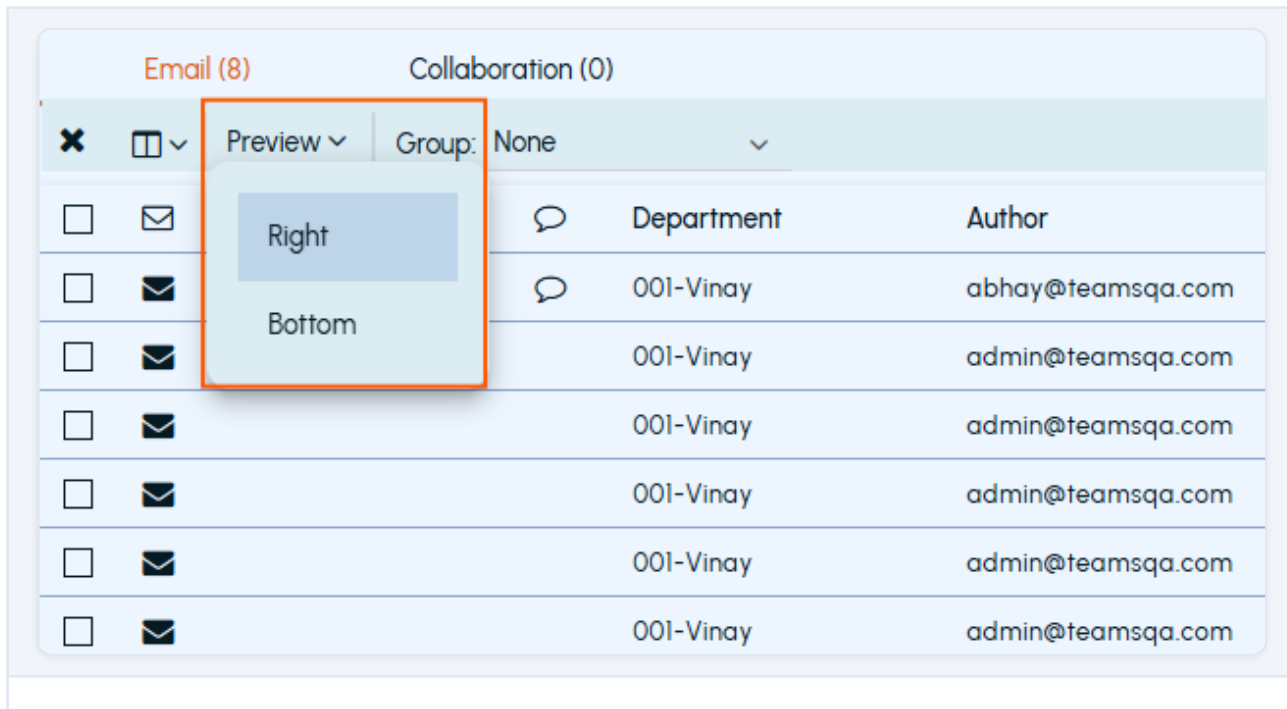 Email (8) Collaboration (0)
Preview Group: None
Right
Bottom
Department Author
001-Vinay abhay@teamsqa.com
001-Vinay admin@teamsqa.com
001-Vinay admin@teamsqa.com
001-Vinay admin@teamsqa.com
001-Vinay admin@teamsqa.com
001-Vinay admin@teamsqa.com